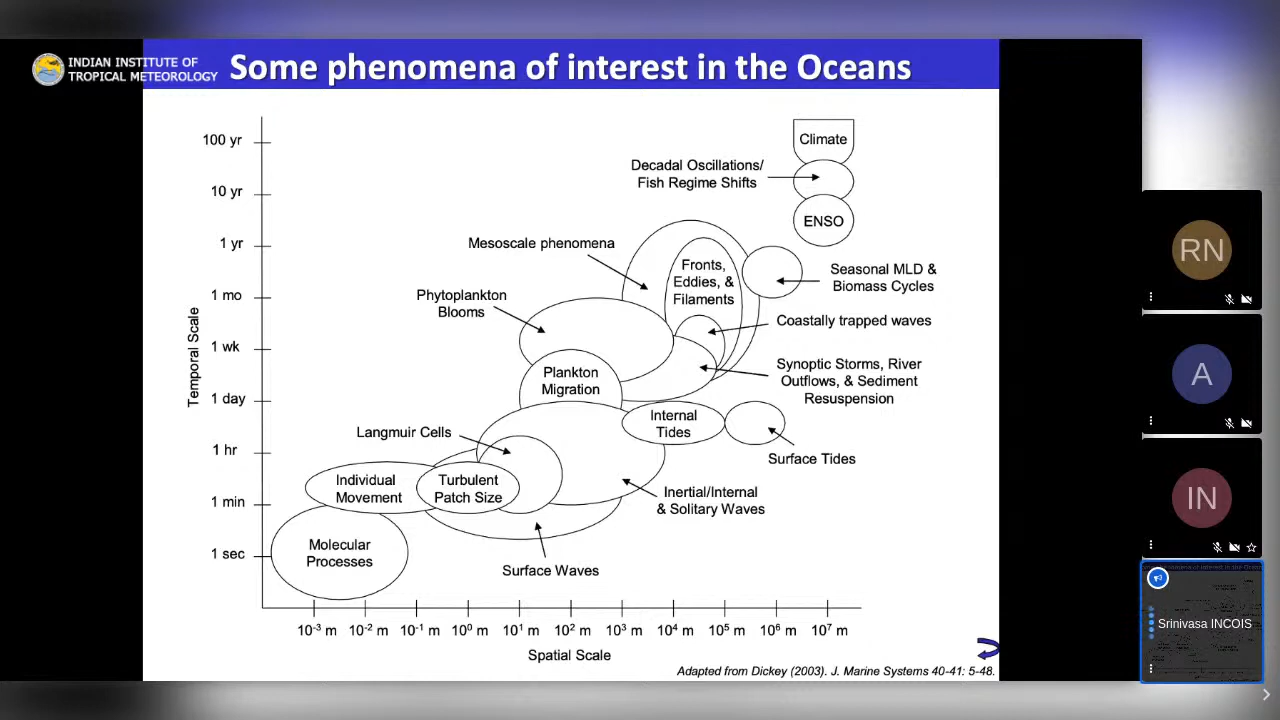 INDIAN INSTITUTE OF
TROPICAL METEOROLOGY
Some phenomena of interest in the Oceans
Temporal Scale
100 yr
10 yr
1 yr
1 mo
1 wk
1 day
1 hr
1 min
1 sec
Climate
Decadal Oscillations/
Fish Regime Shifts
ENSO
Mesoscale phenomena
Fronts,
Eddies, &
Filaments
Seasonal MLD &
Biomass Cycles
Phytoplankton
Blooms
Coastally trapped waves
Plankton
Migration
Synoptic Storms, River
Outflows, & Sediment
Resuspension
Internal
Tides
Langmuir Cells
Surface Tides
Individual
Movement
Turbulent
Patch Size
Inertial/Internal
& Solitary Waves
Molecular
Processes
Surface Waves
10⁻³ m 10⁻² m 10⁻¹ m 10⁰ m 10¹ m 10² m 10³ m 10⁴ m 10⁵ m 10⁶ m 10⁷ m
Spatial Scale
Adapted from Dickey (2003). J. Marine Systems 40-41: 5-48.
RN
A
IN
Srinivasa INCOIS